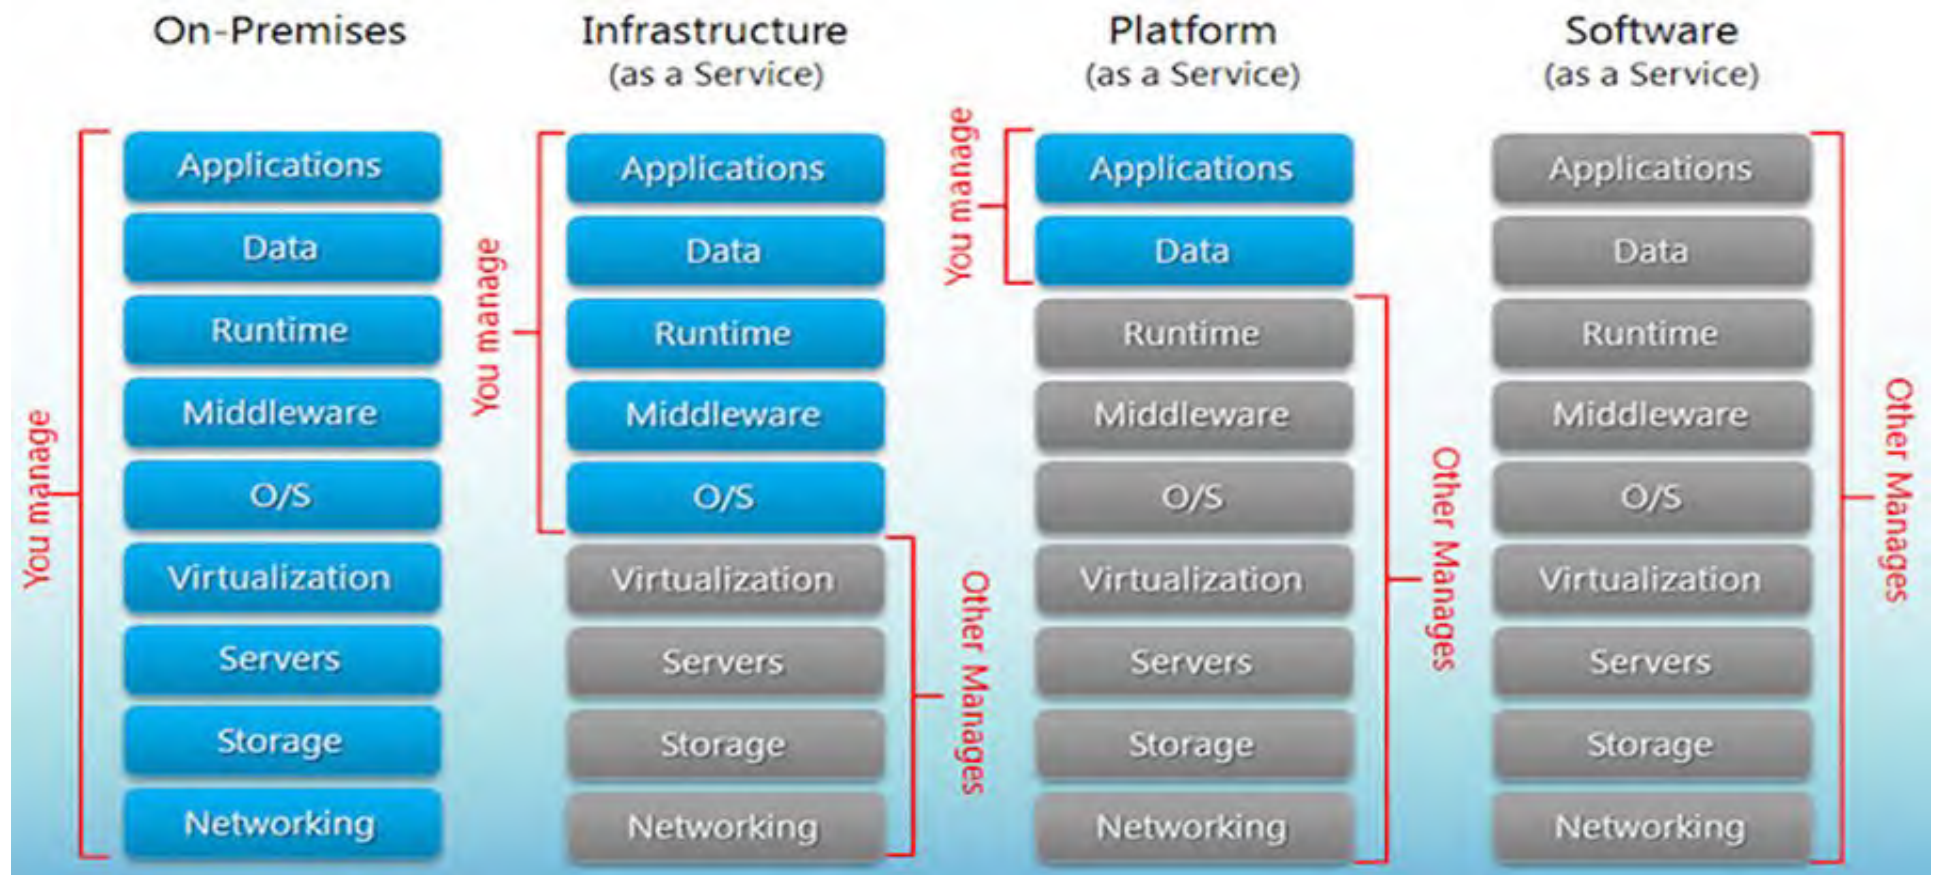 On-Premises
Infrastructure
(as a Service)
Platform
(as a Service)
Software
(as a Service)
You manage
Applications
Data
Runtime
Middleware
O/S
Virtualization
Servers
Storage
Networking
You manage
Applications
Data
Runtime
Middleware
O/S
Virtualization
Servers
Storage
Networking
Other Manages
You manage
Applications
Data
Runtime
Middleware
O/S
Virtualization
Servers
Storage
Networking
Other Manages
Applications
Data
Runtime
Middleware
O/S
Virtualization
Servers
Storage
Networking
Other Manages